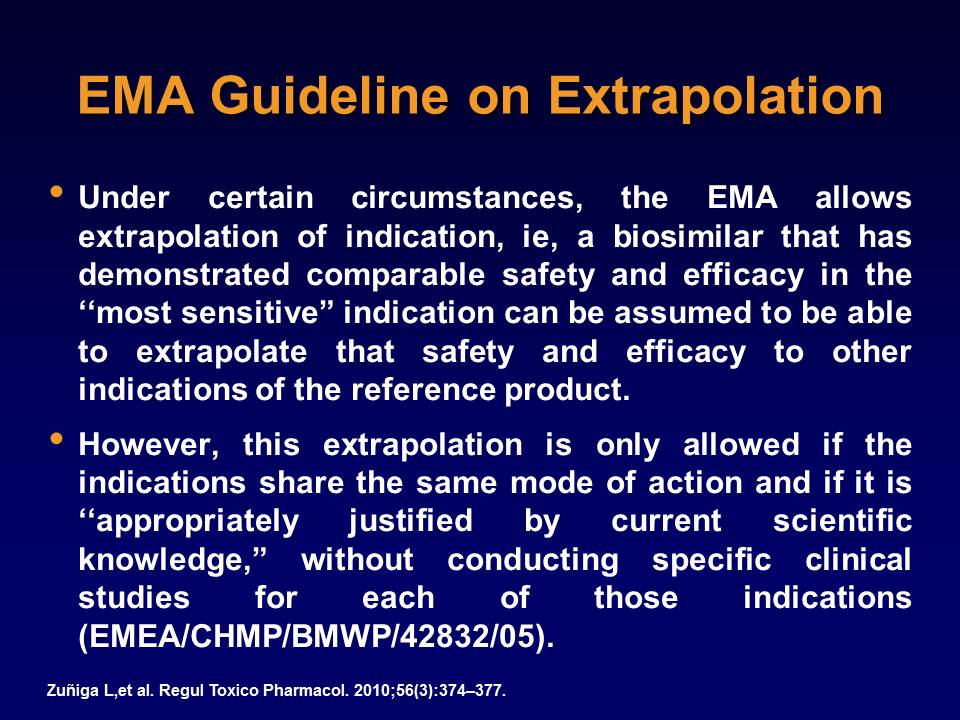 EMA Guideline on Extrapolation
• Under certain circumstances, the EMA allows
extrapolation of indication, ie, a biosimilar that has
demonstrated comparable safety and efficacy in the
‘‘most sensitive” indication can be assumed to be able
to extrapolate that safety and efficacy to other
indications of the reference product.
• However, this extrapolation is only allowed if the
indications share the same mode of action and if it is
‘‘appropriately justified by current scientific
knowledge,” without conducting specific clinical
studies for each of those indications
(EMEA/CHMP/BMWP/42832/05).
Zuñiga L,et al. Regul Toxico Pharmacol. 2010;56(3):374–377.